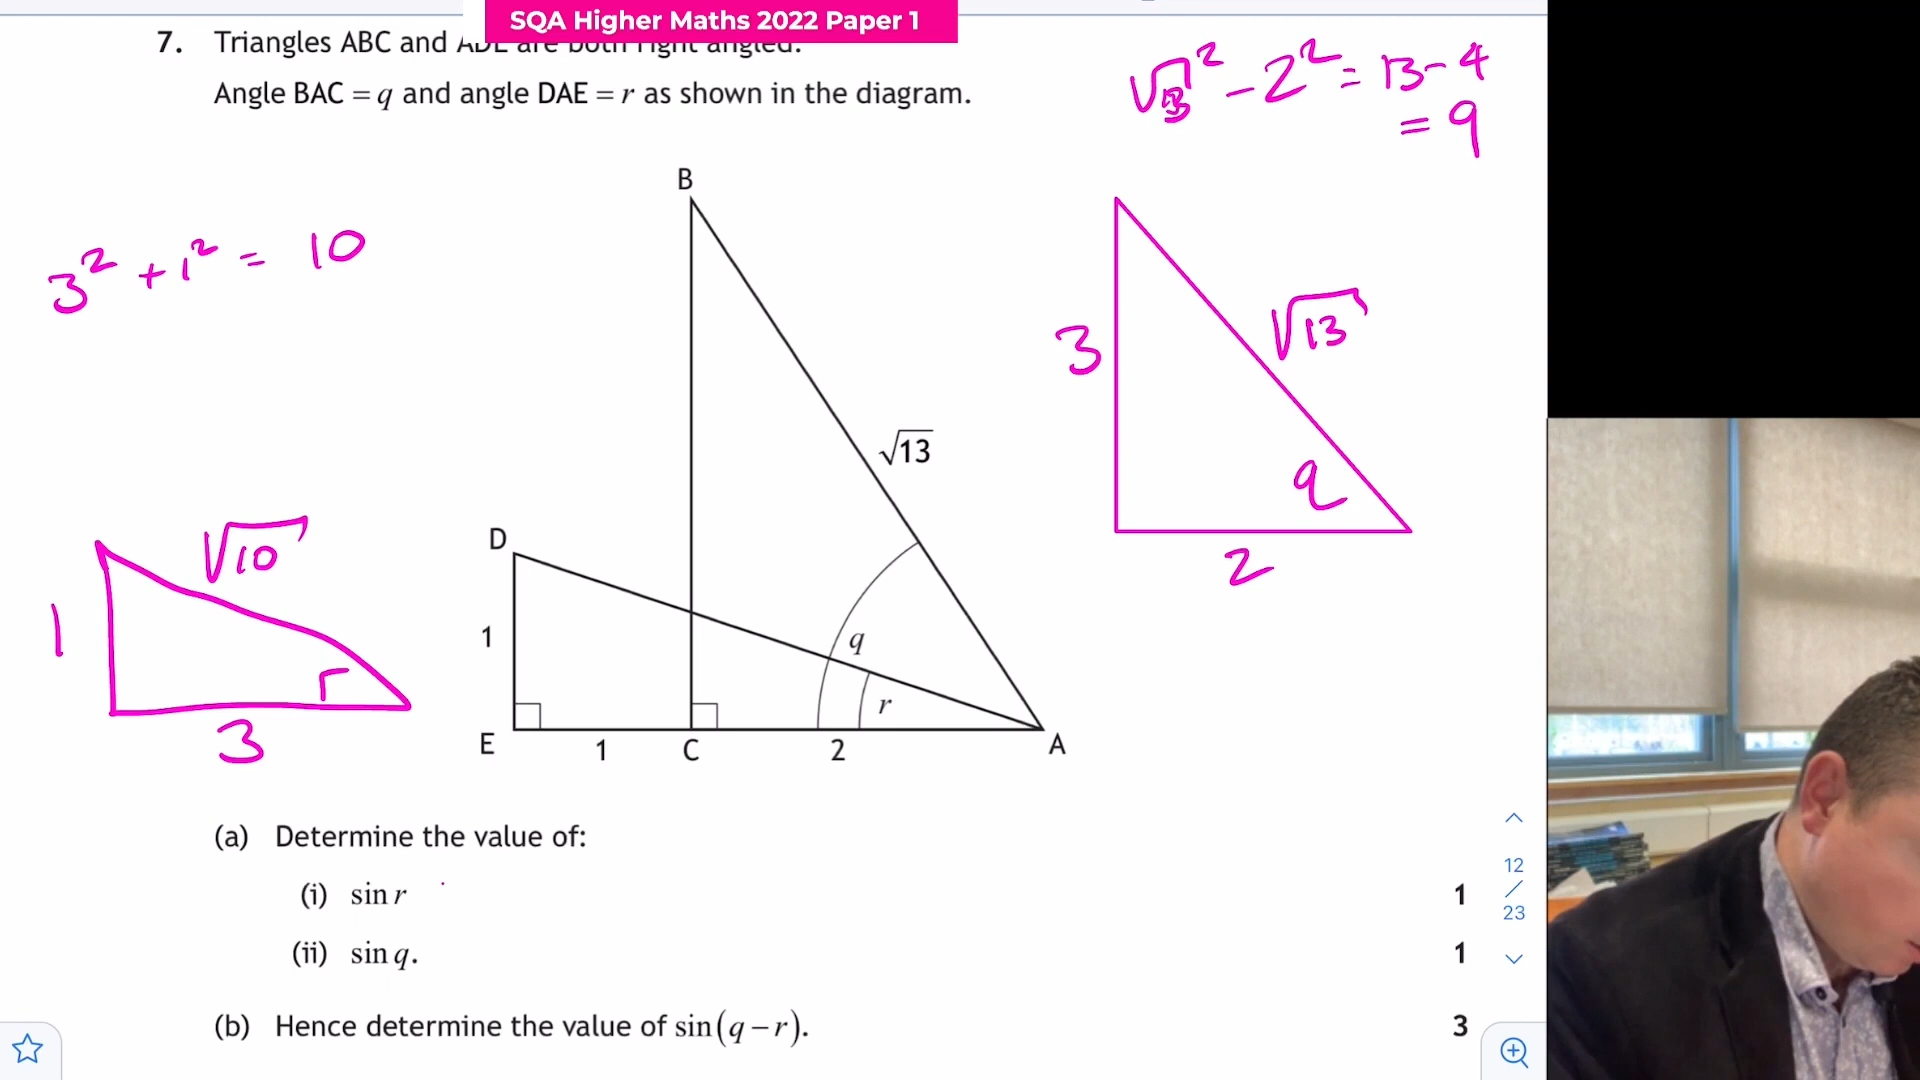 SQA Higher Maths 2022 Paper 1
7. Triangles ABC and ADE are both right angled.
Angle BAC = q and angle DAE = r as shown in the diagram.
√13² - 2² = 13 - 4
= 9
3² + 1² = 10
B
√13
D
1
q
r
E
1
C
2
A
3
√13
q
2
√10
1
r
3
(a) Determine the value of:
(i) sin r
1
(ii) sin q.
1
(b) Hence determine the value of sin(q – r).
3
12
/
23